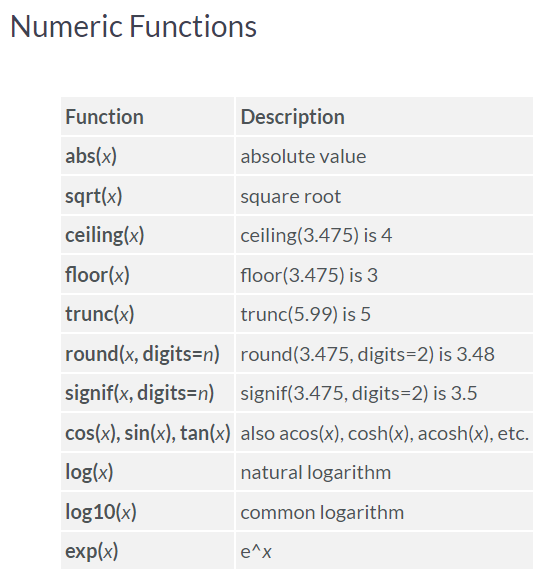 Numeric Functions
Function Description
abs(x) absolute value
sqrt(x) square root
ceiling(x) ceiling(3.475) is 4
floor(x) floor(3.475) is 3
trunc(x) trunc(5.99) is 5
round(x, digits=n) round(3.475, digits=2) is 3.48
signif(x, digits=n) signif(3.475, digits=2) is 3.5
cos(x), sin(x), tan(x) also acos(x), cosh(x), acosh(x), etc.
log(x) natural logarithm
log10(x) common logarithm
exp(x) e^x